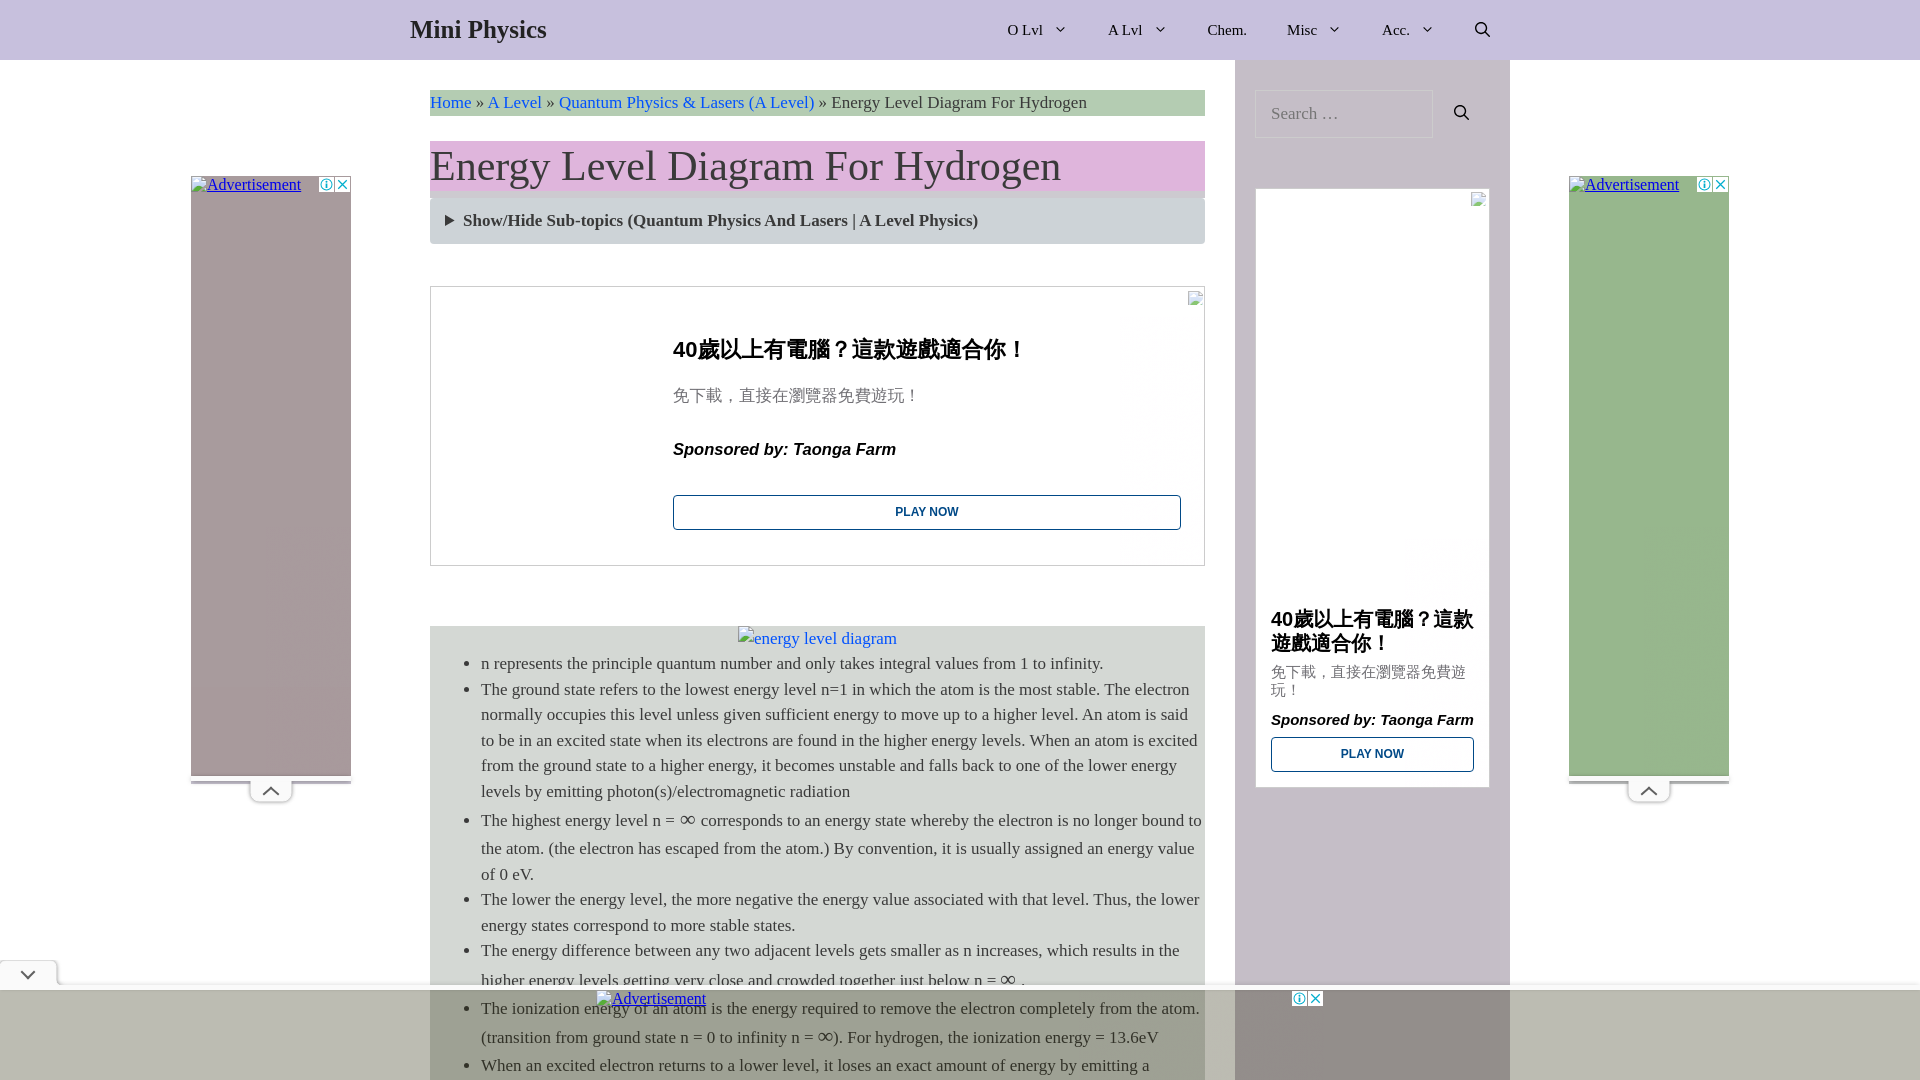 Mini Physics
O Lvl
A Lvl
Chem.
Misc
Acc.
Home » A Level » Quantum Physics & Lasers (A Level) » Energy Level Diagram For Hydrogen
Energy Level Diagram For Hydrogen
Show/Hide Sub-topics (Quantum Physics And Lasers | A Level Physics)
Advertisement
40歲以上有電腦？這款遊戲適合你！
免下載，直接在瀏覽器免費遊玩！
Sponsored by: Taonga Farm
PLAY NOW
energy level diagram
n represents the principle quantum number and only takes integral values from 1 to infinity.
The ground state refers to the lowest energy level n=1 in which the atom is the most stable. The electron
normally occupies this level unless given sufficient energy to move up to a higher level. An atom is said
to be in an excited state when its electrons are found in the higher energy levels. When an atom is excited
from the ground state to a higher energy, it becomes unstable and falls back to one of the lower energy
levels by emitting photon(s)/electromagnetic radiation
The highest energy level n = ∞ corresponds to an energy state whereby the electron is no longer bound to
the atom. (the electron has escaped from the atom.) By convention, it is usually assigned an energy value
of 0 eV.
The lower the energy level, the more negative the energy value associated with that level. Thus, the lower
energy states correspond to more stable states.
The energy difference between any two adjacent levels gets smaller as n increases, which results in the
higher energy levels getting very close and crowded together just below n = ∞ .
The ionization energy of an atom is the energy required to remove the electron completely from the atom.
(transition from ground state n = 0 to infinity n = ∞). For hydrogen, the ionization energy = 13.6eV
When an excited electron returns to a lower level, it loses an exact amount of energy by emitting a
Advertisement
Search …
40歲以上有電腦？這款
遊戲適合你！
免下載，直接在瀏覽器免費遊
玩！
Sponsored by: Taonga Farm
PLAY NOW
Advertisement